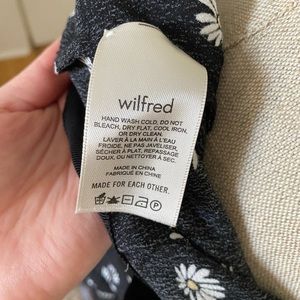 wilfred
HAND WASH COLD, DO NOT
BLEACH, DRY FLAT, COOL IRON,
OR DRY CLEAN.
LAVER À LA MAIN À L'EAU
FROIDE, NE PAS JAVELISER,
SÉCHER À PLAT, REPASSAGE
DOUX, OU NETTOYER À SEC.
MADE IN CHINA
FABRIQUÉ EN CHINE
MADE FOR EACH OTHER.
P